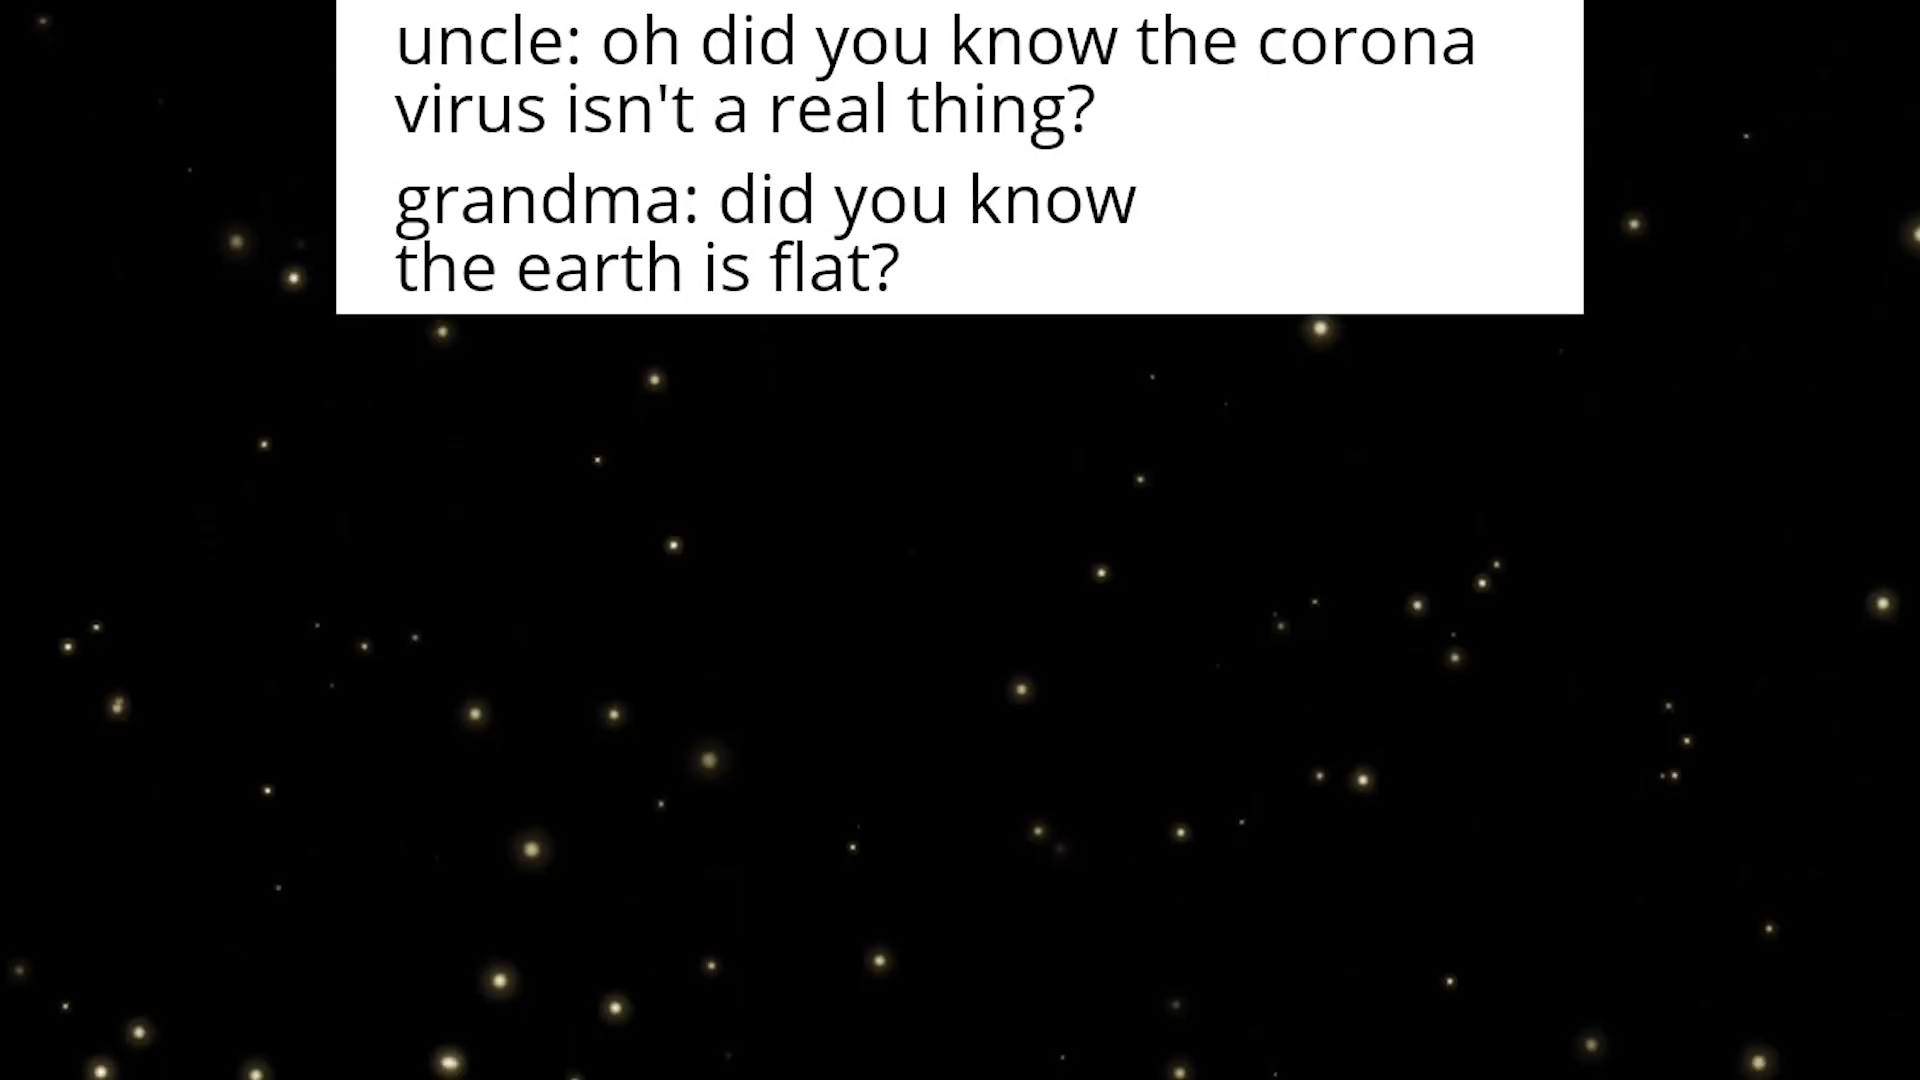 uncle: oh did you know the corona
virus isn't a real thing?
grandma: did you know
the earth is flat?